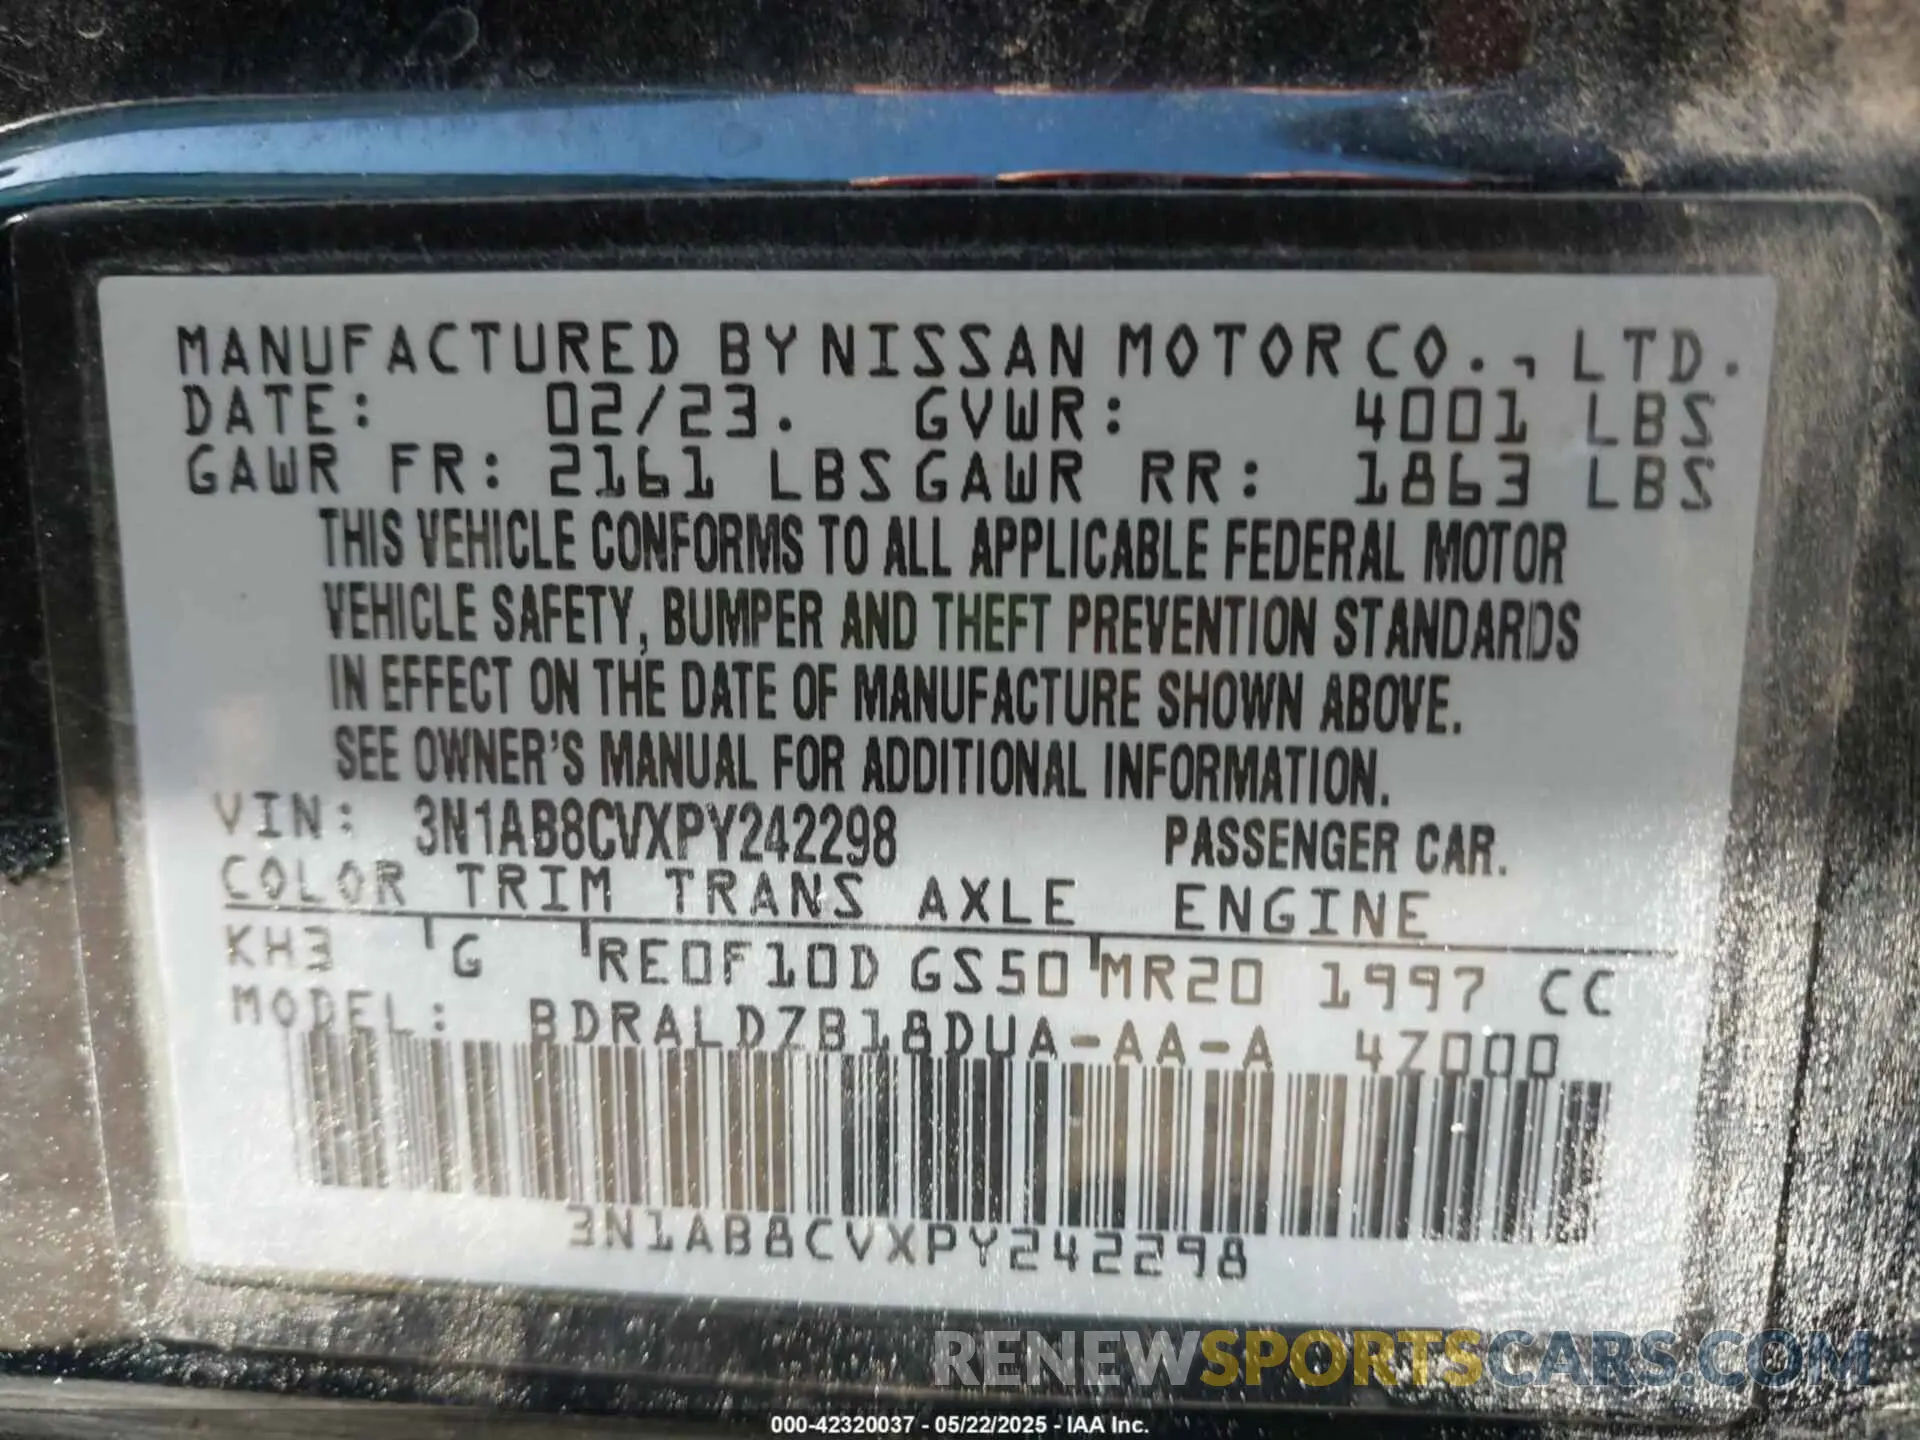 MANUFACTURED BY NISSAN MOTOR CO., LTD.
DATE: 02/23. GVWR: 4001 LBS
GAWR FR: 2161 LBS GAWR RR: 1863 LBS
THIS VEHICLE CONFORMS TO ALL APPLICABLE FEDERAL MOTOR
VEHICLE SAFETY, BUMPER AND THEFT PREVENTION STANDARDS
IN EFFECT ON THE DATE OF MANUFACTURE SHOWN ABOVE.
SEE OWNER'S MANUAL FOR ADDITIONAL INFORMATION.
VIN: 3N1AB8CVXPY242298 PASSENGER CAR.
COLOR TRIM TRANS AXLE ENGINE
KH3 G RE0F10D GS50 MR20 1997 CC
MODEL: BDRALDZB18DUA-AA-A 4Z000
3N1AB8CVXPY242298
RENEWSPORTSCARS.COM
000-42320037 - 05/22/2025 - IAA Inc.